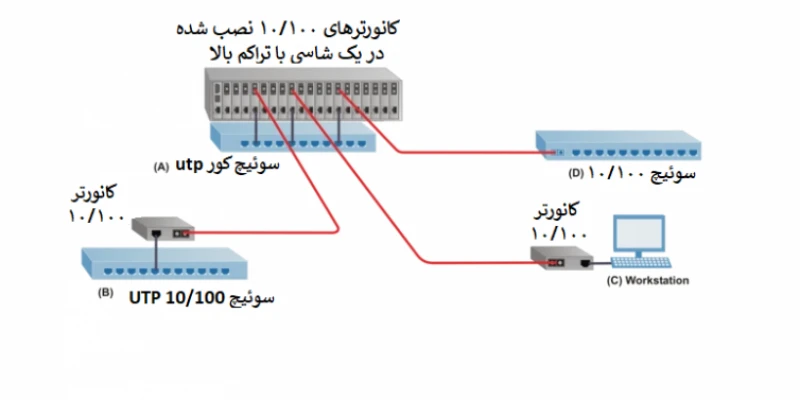 کانورترهای ۱۰/۱۰۰ نصب شده
در یک شاسی با تراکم بالا
(A) سوئیچ کور utp
سوئیچ ۱۰/۱۰۰ (D)
کانورتر
۱۰/۱۰۰
کانورتر
۱۰/۱۰۰
(C) Workstation
(B) سوئیچ UTP 10/100